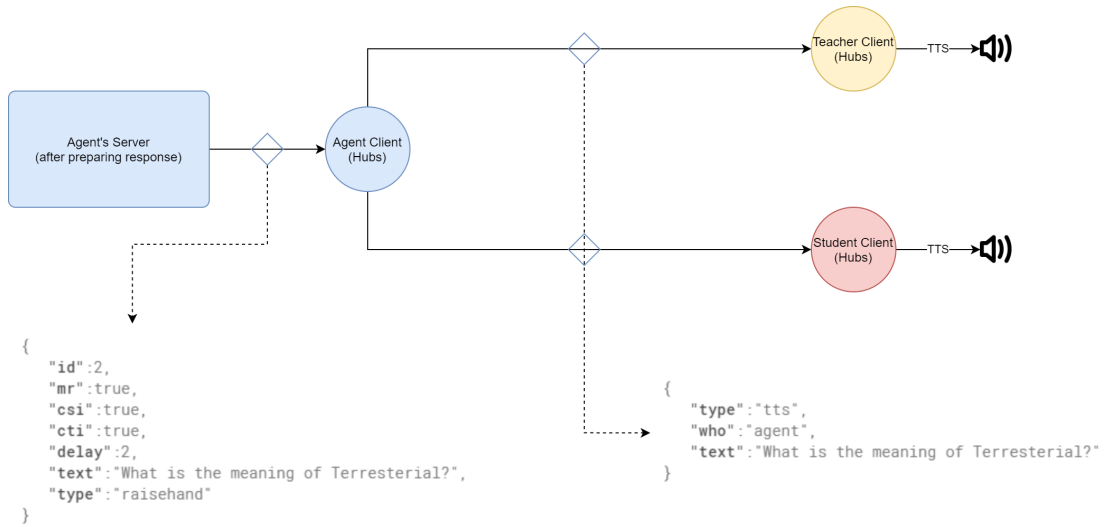 Teacher Client
(Hubs)
TTS
Agent's Server
(after preparing response)
Agent Client
(Hubs)
Student Client
(Hubs)
TTS
{
"id":2,
"mr":true,
"csi":true,
"cti":true,
"delay":2,
"text":"What is the meaning of Terresterial?",
"type":"raisehand"
}
{
"type":"tts",
"who":"agent",
"text":"What is the meaning of Terresterial?"
}